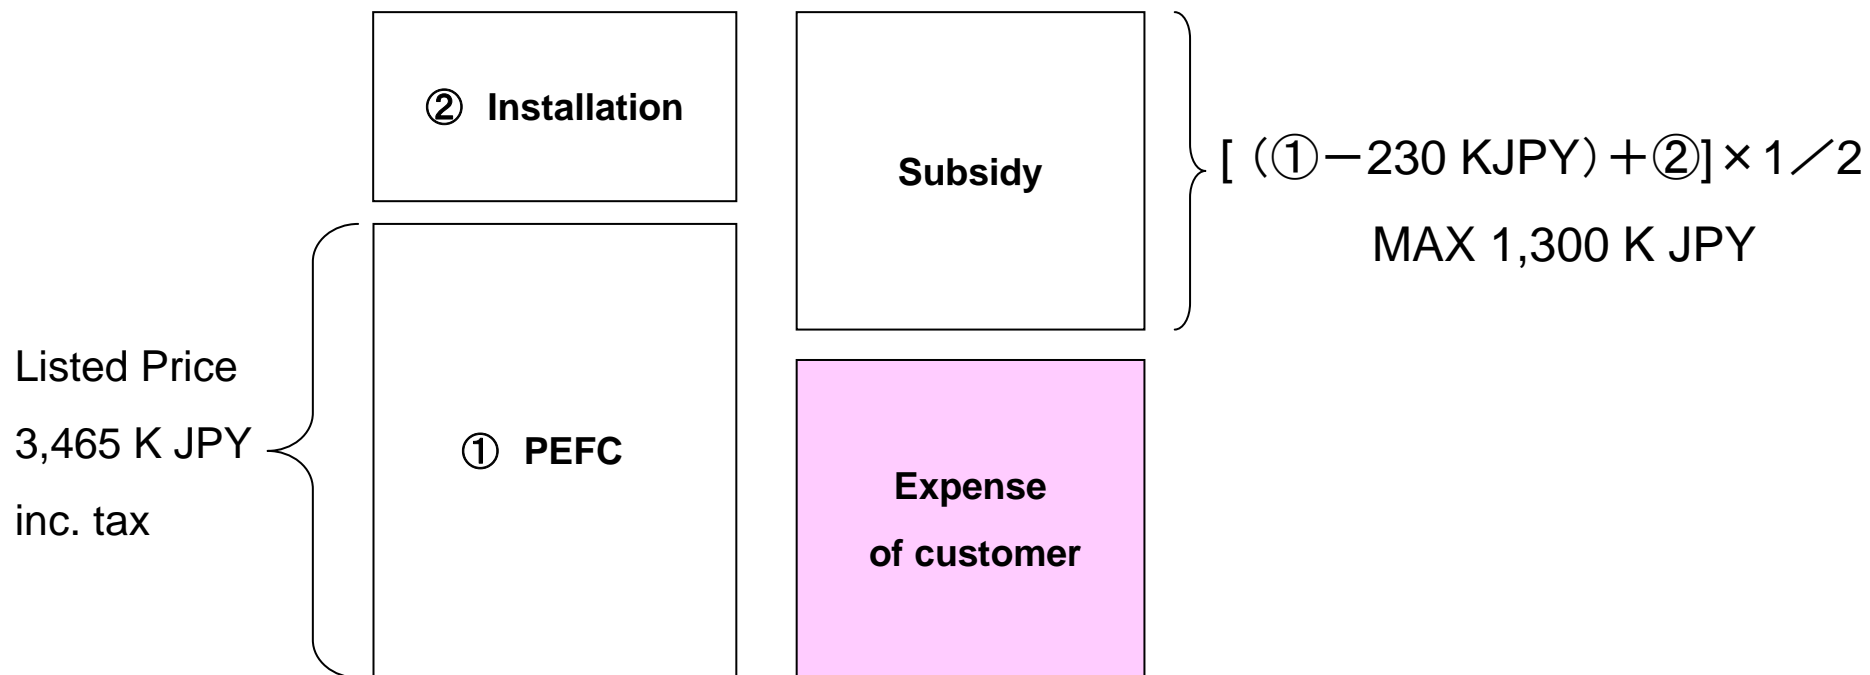 ② Installation
Subsidy
[（①－230 KJPY）＋②]×1／2
MAX 1,300 K JPY
Listed Price
3,465 K JPY
inc. tax
① PEFC
Expense
of customer